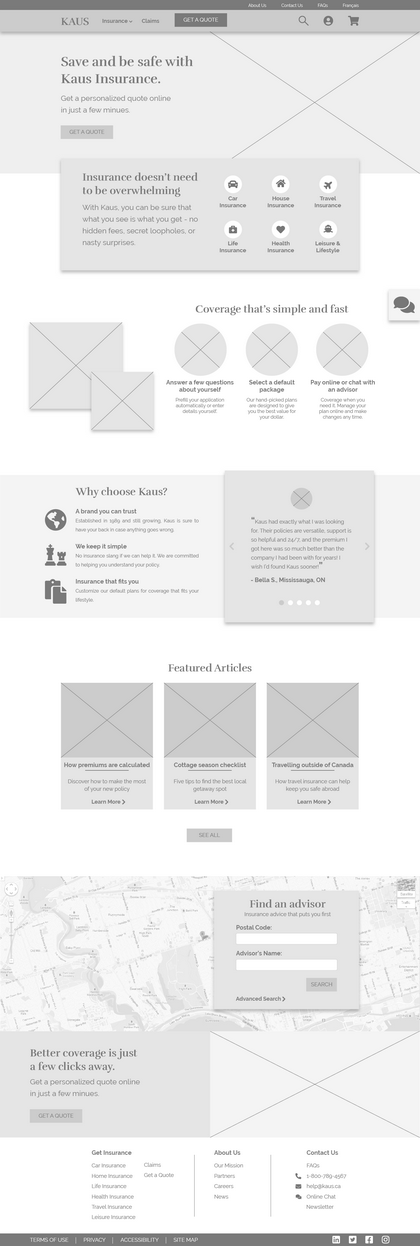 About Us Contact Us FAQs Français
KAUS Insurance Claims GET A QUOTE
Save and be safe with
Kaus Insurance.
Get a personalized quote online
in just a few minues.
GET A QUOTE
Insurance doesn't need
to be overwhelming
With Kaus, you can be sure that
what you see is what you get - no
hidden fees, secret loopholes, or
nasty surprises.
Car
Insurance
House
Insurance
Travel
Insurance
Life
Insurance
Health
Insurance
Leisure &
Lifestyle
Coverage that's simple and fast
Answer a few questions
about yourself
Prefill your application
automatically or enter
details yourself.
Select a default
package
Our hand-picked plans
are designed to give
you the best value for
your dollar.
Pay online or chat with
an advisor
Coverage when you
need it. Manage your
plan online and make
changes any time.
Why choose Kaus?
A brand you can trust
Established in 1989 and still growing, Kaus is sure to
have your back in case anything goes wrong.
We keep it simple
No insurance slang if we can help it. We are committed
to helping you understand your policy.
Insurance that fits you
Customize our default plans for coverage that fits your
lifestyle.
"Kaus had exactly what I was looking
for. Their policies are versatile, support is
so helpful and 24/7, and the premium I
got here was so much better than the
company I had been with for years! I
wish I'd found Kaus sooner!"
- Bella S., Mississauga, ON
Featured Articles
How premiums are calculated
Discover how to make the most
of your new policy.
Learn More
Cottage season checklist
Five tips to find the best local
getaway spot
Learn More
Travelling outside of Canada
How travel insurance can help
keep you safe abroad
Learn More
SEE ALL
Find an advisor
Insurance advice that puts you first
Postal Code:
Advisor's Name:
SEARCH
Advanced Search
Better coverage is just
a few clicks away.
Get a personalized quote online
in just a few minues.
GET A QUOTE
Get Insurance
Car Insurance
Home Insurance
Life Insurance
Health Insurance
Travel Insurance
Leisure Insurance
Claims
Get a Quote
About Us
Our Mission
Partners
Careers
News
Contact Us
FAQs
1-800-789-4567
help@kaus.ca
Online Chat
Newsletter
TERMS OF USE | PRIVACY | ACCESSIBILITY | SITE MAP